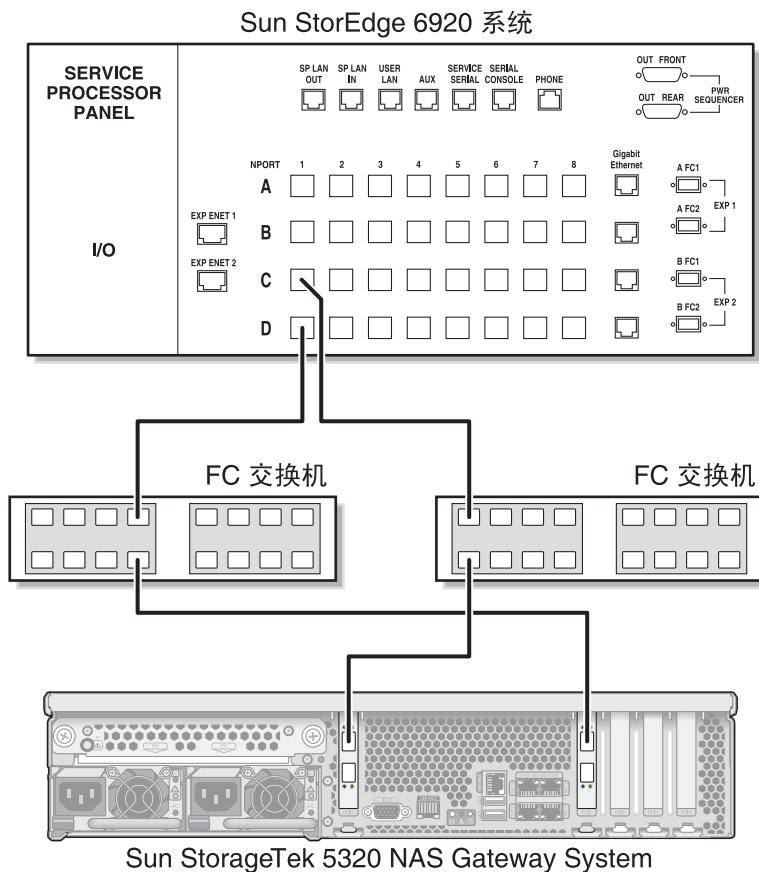 Sun StorEdge 6920 系统
SERVICE
PROCESSOR
PANEL
I/O
SP LAN
OUT
SP LAN
IN
USER
LAN
AUX
SERVICE
SERIAL
SERIAL
CONSOLE
PHONE
OUT FRONT
OUT REAR
PWR
SEQUENCER
NPORT 1 2 3 4 5 6 7 8
Gigabit
Ethernet
A
B
C
D
EXP ENET 1
EXP ENET 2
A FC1
A FC2
EXP 1
B FC1
B FC2
EXP 2
FC 交换机
FC 交换机
Sun StorageTek 5320 NAS Gateway System